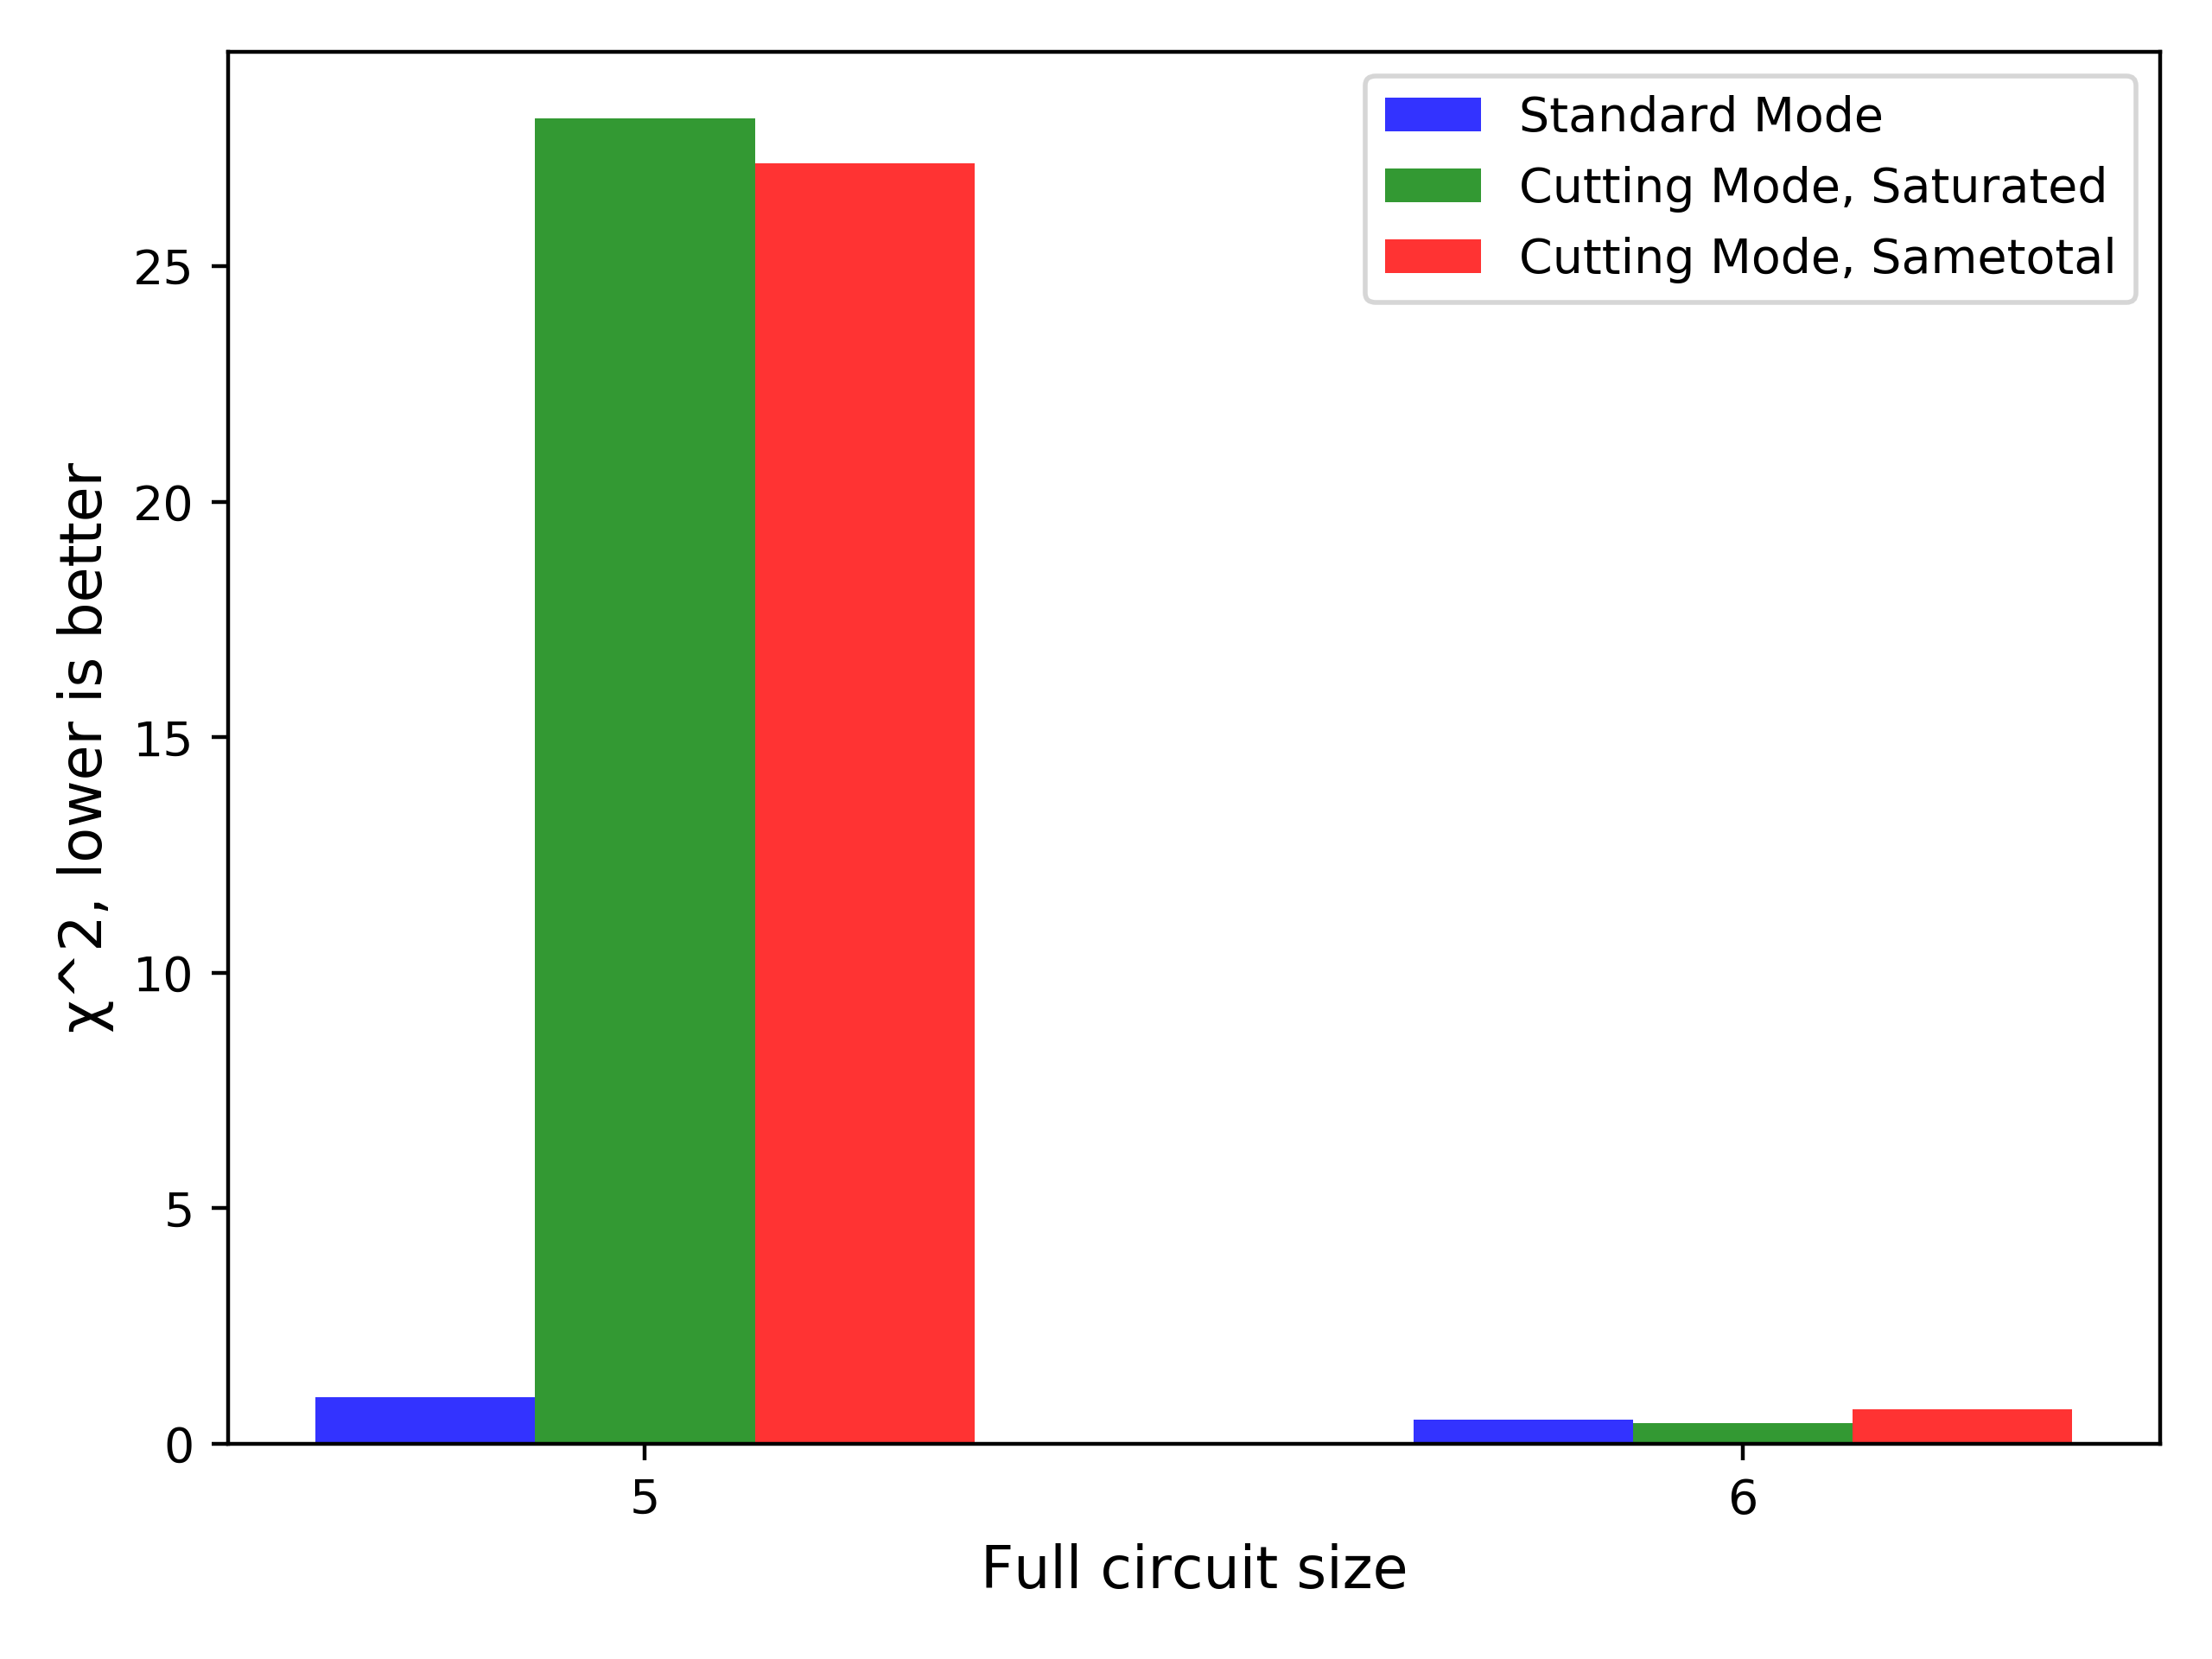 Standard Mode
Cutting Mode, Saturated
Cutting Mode, Sametotal
χ^2, lower is better
25
20
15
10
5
0
5
6
Full circuit size